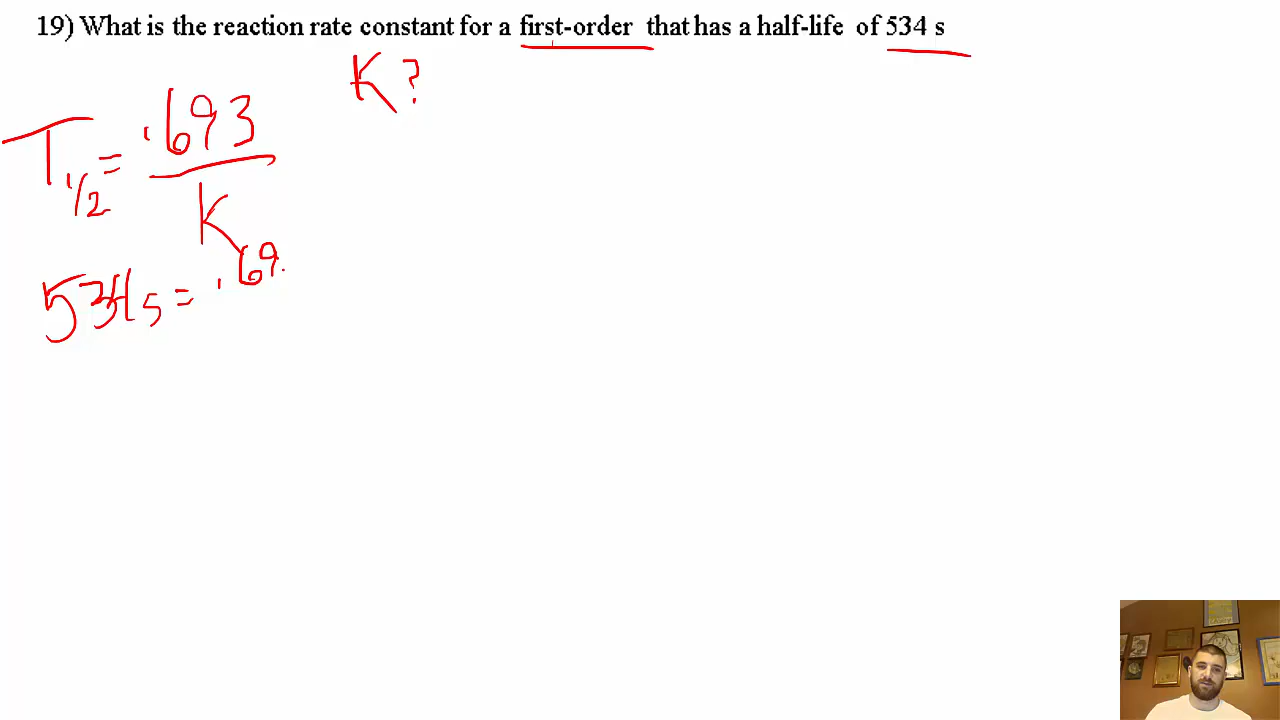 19) What is the reaction rate constant for a first-order that has a half-life of 534 s
K ?
T 1/2 = .693
K
534 s = .69